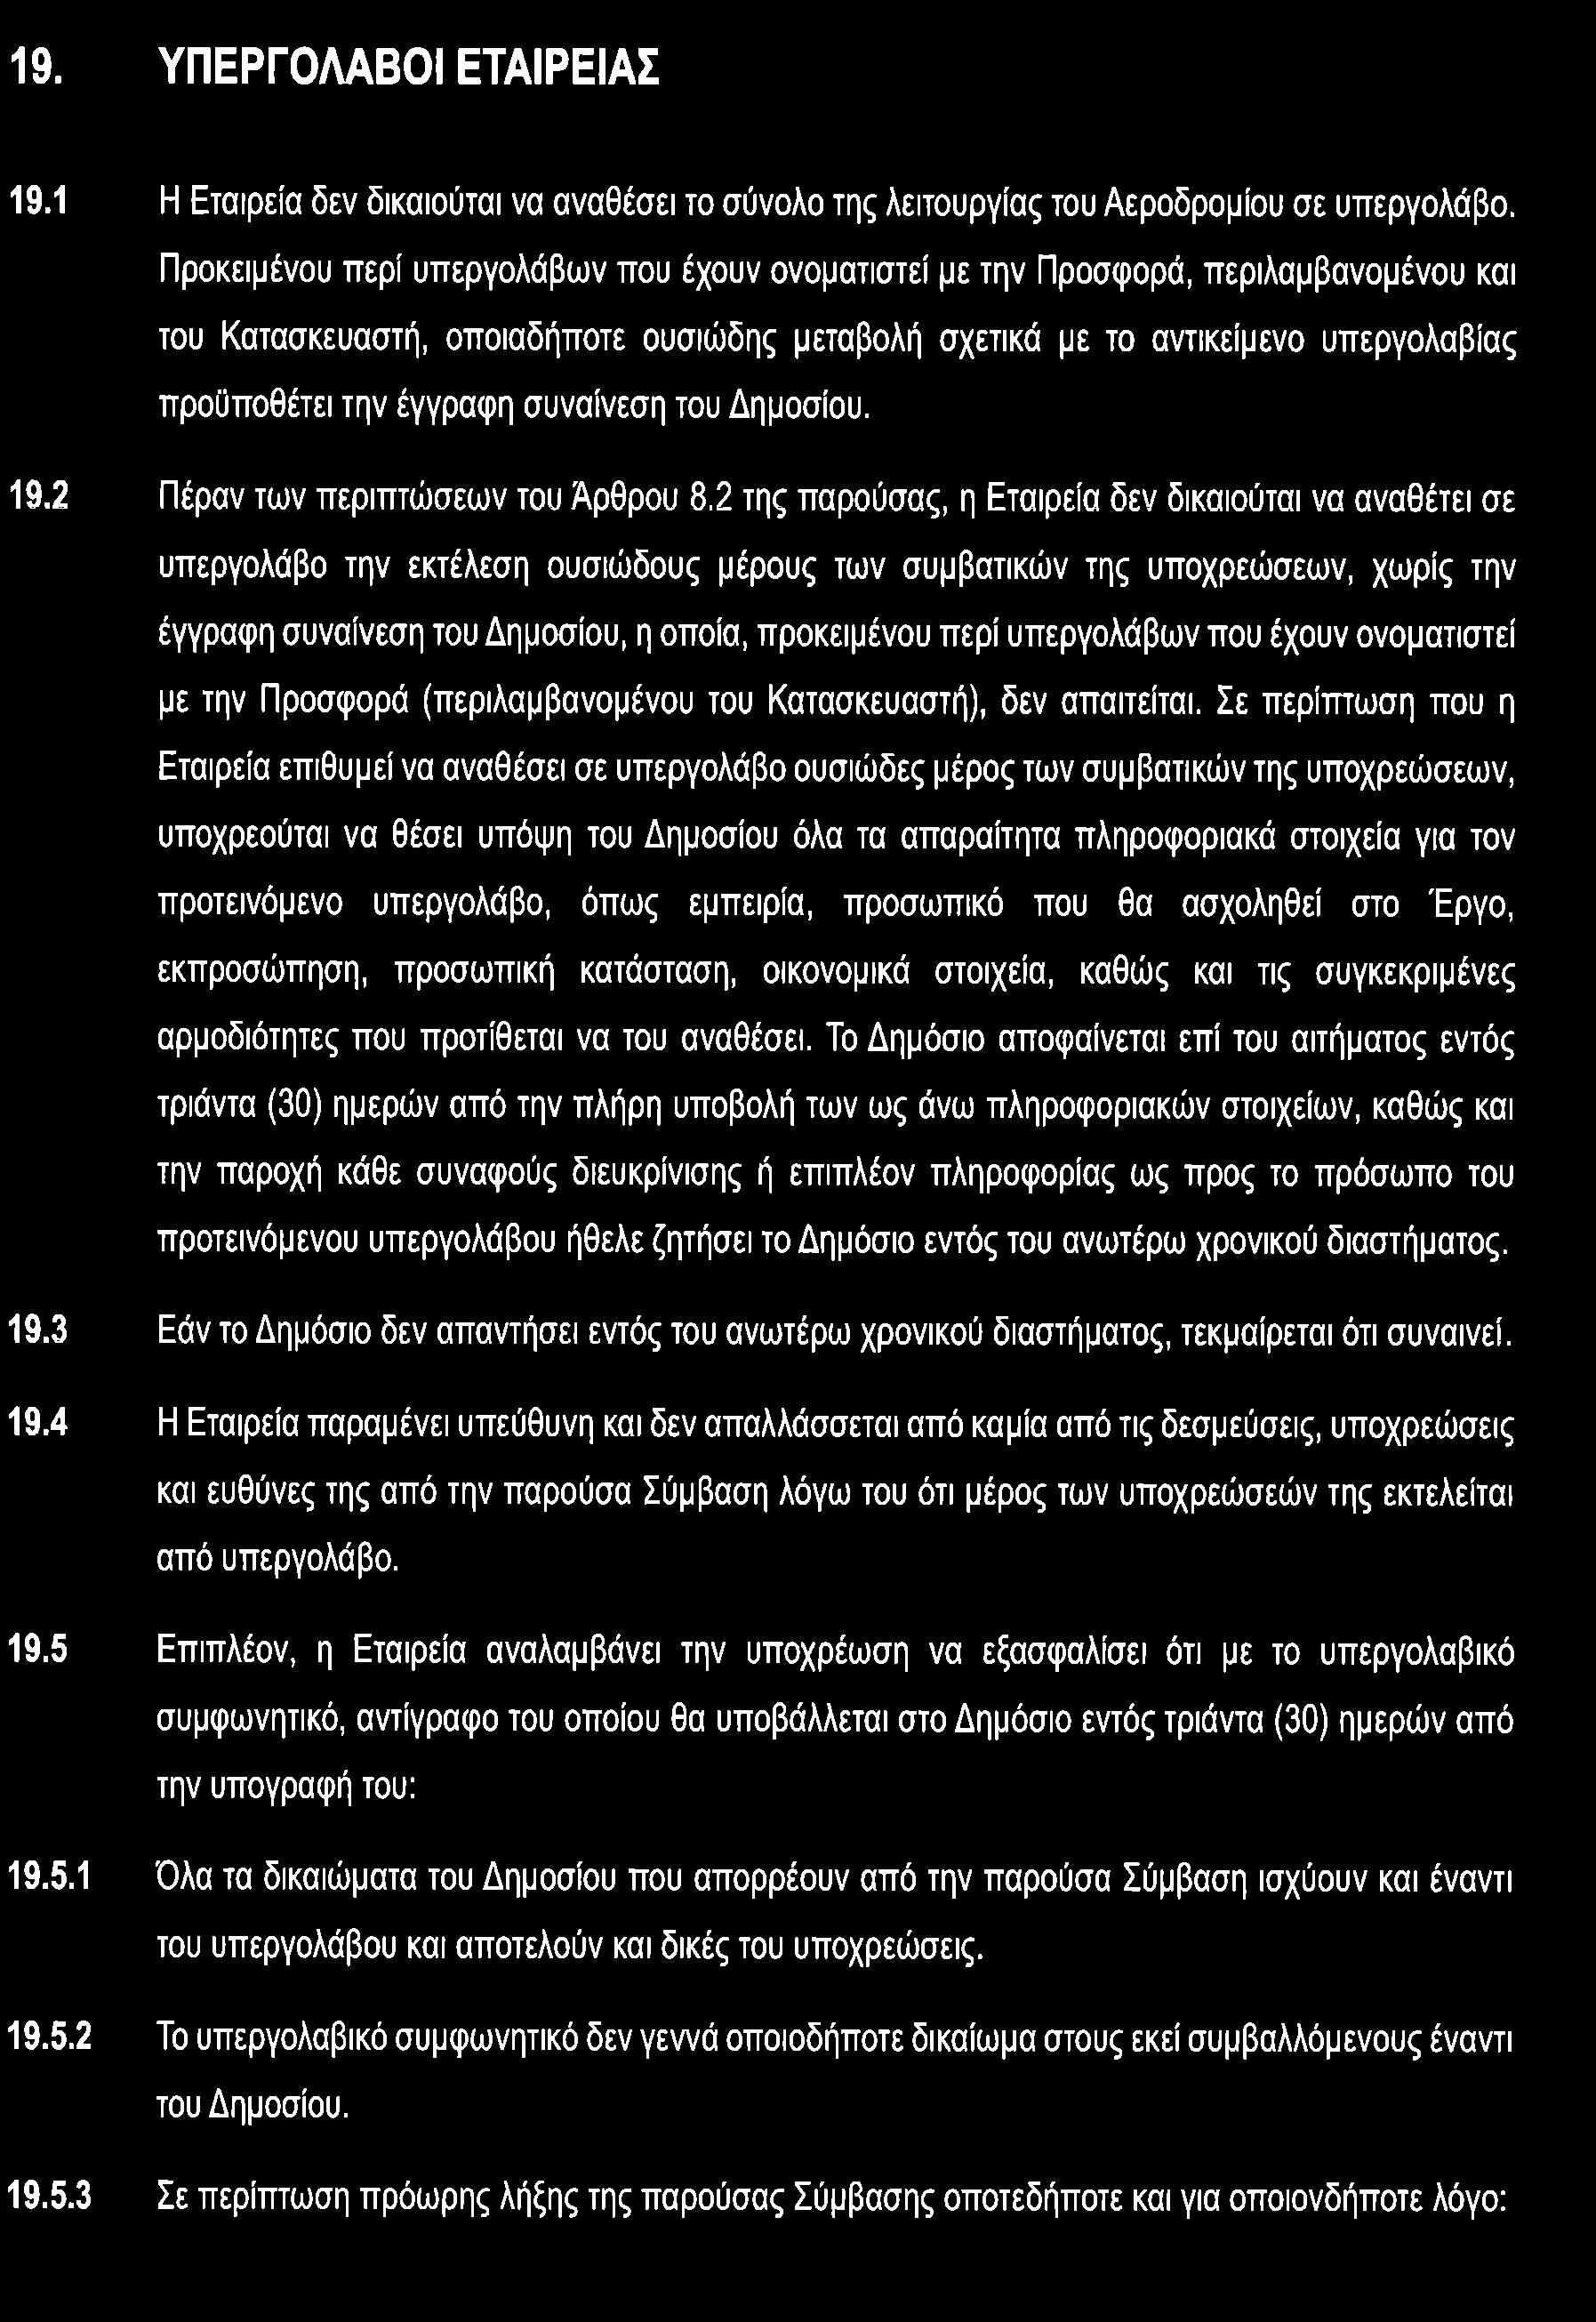 19. ΥΠΕΡΓΟΛΑΒΟΙ ΕΤΑΙΡΕΙΑΣ
19.1 Η Εταιρεία δεν δικαιούται να αναθέσει το σύνολο της λειτουργίας του Αεροδρομίου σε υπεργολάβο.
Προκειμένου περί υπεργολάβων που έχουν ονοματιστεί με την Προσφορά, περιλαμβανομένου και
του Κατασκευαστή, οποιαδήποτε ουσιώδης μεταβολή σχετικά με το αντικείμενο υπεργολαβίας
προϋποθέτει την έγγραφη συναίνεση του Δημοσίου.
19.2 Πέραν των περιπτώσεων του Άρθρου 8.2 της παρούσας, η Εταιρεία δεν δικαιούται να αναθέτει σε
υπεργολάβο την εκτέλεση ουσιώδους μέρους των συμβατικών της υποχρεώσεων, χωρίς την
έγγραφη συναίνεση του Δημοσίου, η οποία, προκειμένου περί υπεργολάβων που έχουν ονοματιστεί
με την Προσφορά (περιλαμβανομένου του Κατασκευαστή), δεν απαιτείται. Σε περίπτωση που η
Εταιρεία επιθυμεί να αναθέσει σε υπεργολάβο ουσιώδες μέρος των συμβατικών της υποχρεώσεων,
υποχρεούται να θέσει υπόψη του Δημοσίου όλα τα απαραίτητα πληροφοριακά στοιχεία για τον
προτεινόμενο υπεργολάβο, όπως εμπειρία, προσωπικό που θα ασχοληθεί στο Έργο,
εκπροσώπηση, προσωπική κατάσταση, οικονομικά στοιχεία, καθώς και τις συγκεκριμένες
αρμοδιότητες που προτίθεται να του αναθέσει. Το Δημόσιο αποφαίνεται επί του αιτήματος εντός
τριάντα (30) ημερών από την πλήρη υποβολή των ως άνω πληροφοριακών στοιχείων, καθώς και
την παροχή κάθε συναφούς διευκρίνισης ή επιπλέον πληροφορίας ως προς το πρόσωπο του
προτεινόμενου υπεργολάβου ήθελε ζητήσει το Δημόσιο εντός του ανωτέρω χρονικού διαστήματος.
19.3 Εάν το Δημόσιο δεν απαντήσει εντός του ανωτέρω χρονικού διαστήματος, τεκμαίρεται ότι συναινεί.
19.4 Η Εταιρεία παραμένει υπεύθυνη και δεν απαλλάσσεται από καμία από τις δεσμεύσεις, υποχρεώσεις
και ευθύνες της από την παρούσα Σύμβαση λόγω του ότι μέρος των υποχρεώσεών της εκτελείται
από υπεργολάβο.
19.5 Επιπλέον, η Εταιρεία αναλαμβάνει την υποχρέωση να εξασφαλίσει ότι με το υπεργολαβικό
συμφωνητικό, αντίγραφο του οποίου θα υποβάλλεται στο Δημόσιο εντός τριάντα (30) ημερών από
την υπογραφή του:
19.5.1 Όλα τα δικαιώματα του Δημοσίου που απορρέουν από την παρούσα Σύμβαση ισχύουν και έναντι
του υπεργολάβου και αποτελούν και δικές του υποχρεώσεις.
19.5.2 Το υπεργολαβικό συμφωνητικό δεν γεννά οποιοδήποτε δικαίωμα στους εκεί συμβαλλόμενους έναντι
του Δημοσίου.
19.5.3 Σε περίπτωση πρόωρης λήξης της παρούσας Σύμβασης οποτεδήποτε και για οποιονδήποτε λόγο: